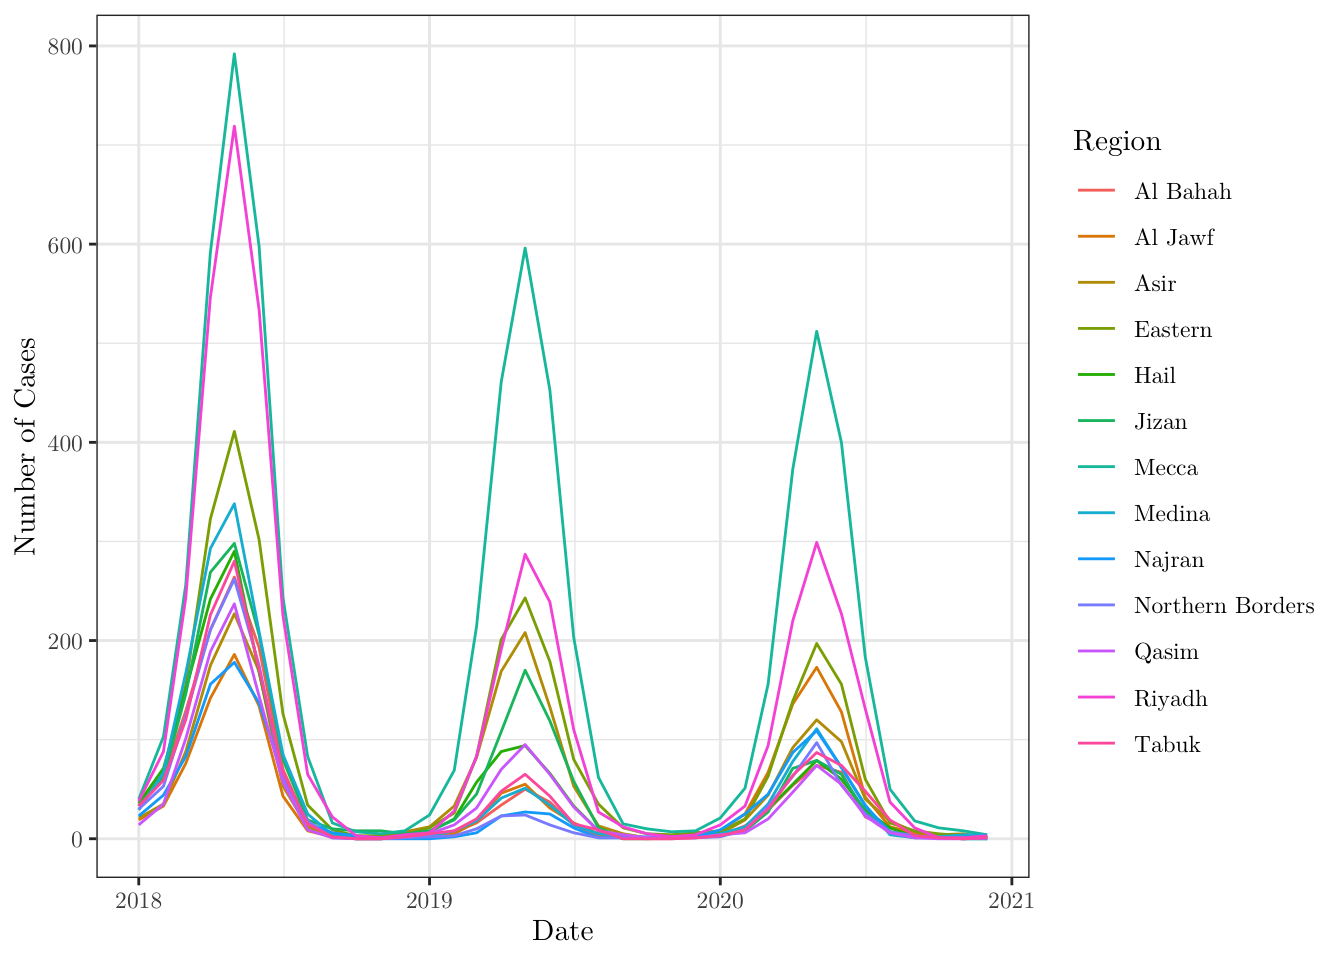 800
600
400
200
0
Number of Cases
2018
2019
2020
2021
Date
Region
Al Bahah
Al Jawf
Asir
Eastern
Hail
Jizan
Mecca
Medina
Najran
Northern Borders
Qasim
Riyadh
Tabuk